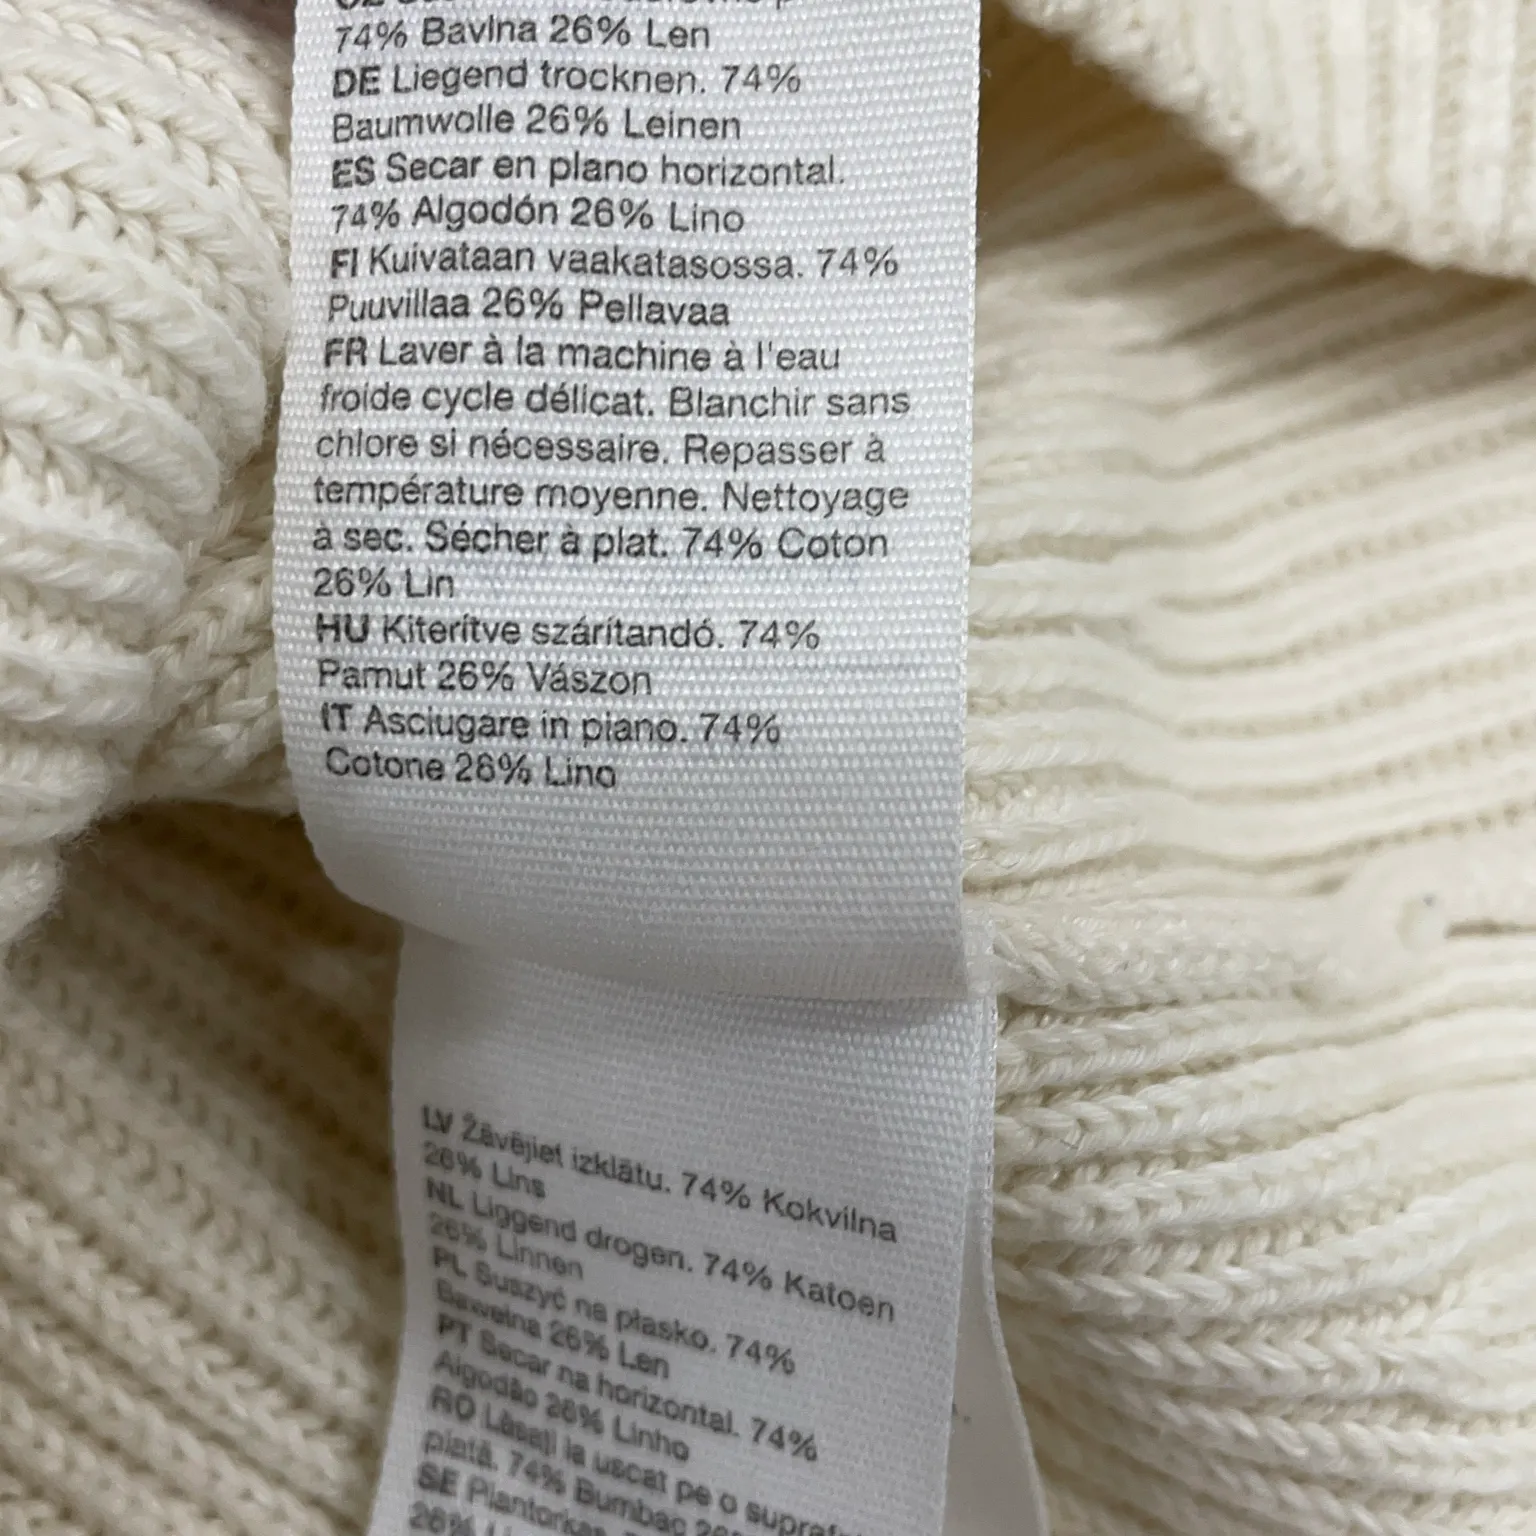 74% Bavlna 26% Len
DE Liegend trocknen. 74%
Baumwolle 26% Leinen
ES Secar en plano horizontal.
74% Algodón 26% Lino
FI Kuivataan vaakatasossa. 74%
Puuvillaa 26% Pellavaa
FR Laver à la machine à l'eau
froide cycle délicat. Blanchir sans
chlore si nécessaire. Repasser à
température moyenne. Nettoyage
à sec. Sécher à plat. 74% Coton
26% Lin
HU Kiterítve szárítandó. 74%
Pamut 26% Vászon
IT Asciugare in piano. 74%
Cotone 26% Lino
LV Žāvējiet izklātu. 74% Kokvilna
26% Lins
NL Liggend drogen. 74% Katoen
26% Linnen
PL Suszyć na płasko. 74%
Bawełna 26% Len
PT Secar na horizontal. 74%
Algodão 26% Linho
RO Lăsați la uscat pe o
plată. 74% Bumbac
SE
26%